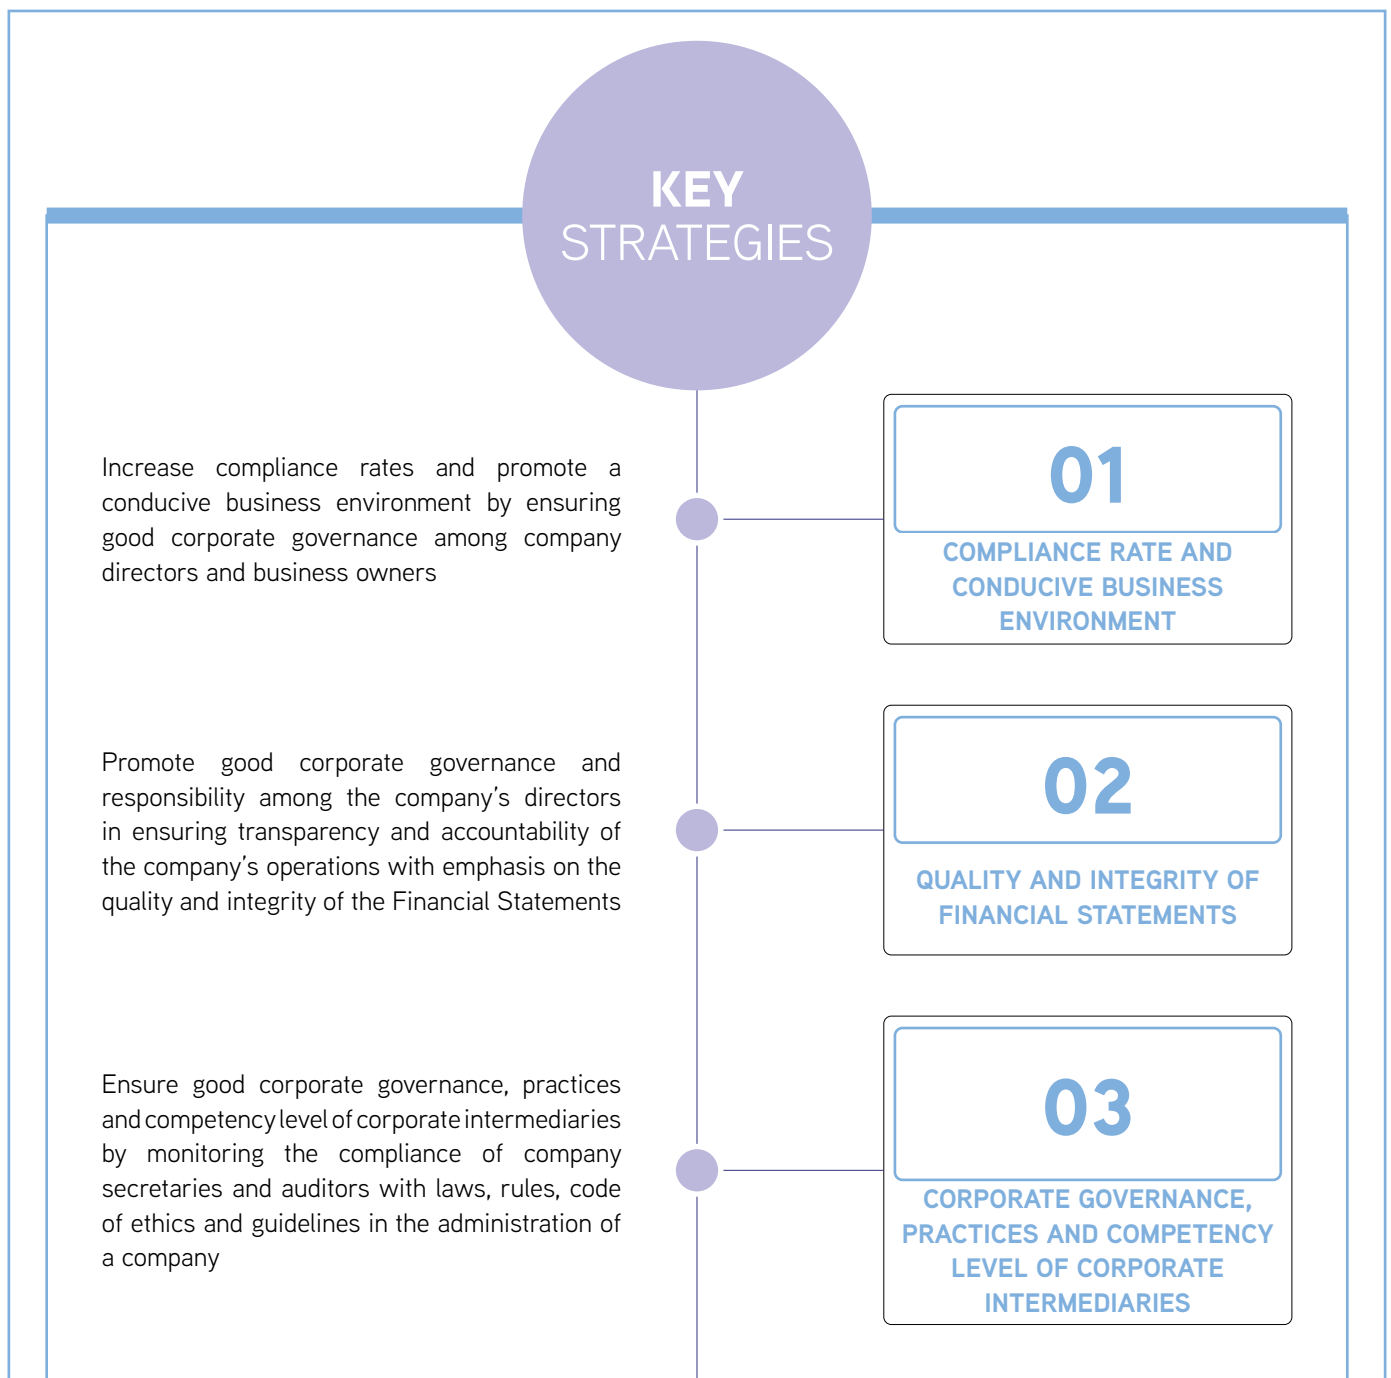 KEY
STRATEGIES
Increase compliance rates and promote a
conducive business environment by ensuring
good corporate governance among company
directors and business owners
01
COMPLIANCE RATE AND
CONDUCIVE BUSINESS
ENVIRONMENT
Promote good corporate governance and
responsibility among the company’s directors
in ensuring transparency and accountability of
the company’s operations with emphasis on the
quality and integrity of the Financial Statements
02
QUALITY AND INTEGRITY OF
FINANCIAL STATEMENTS
Ensure good corporate governance, practices
and competency level of corporate intermediaries
by monitoring the compliance of company
secretaries and auditors with laws, rules, code
of ethics and guidelines in the administration of
a company
03
CORPORATE GOVERNANCE,
PRACTICES AND COMPETENCY
LEVEL OF CORPORATE
INTERMEDIARIES